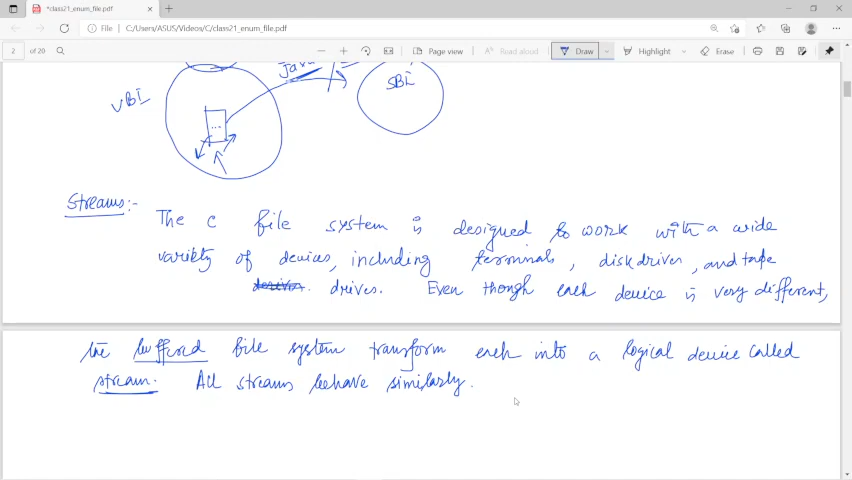 *class21_enum_file.pdf
File | C:/Users/ASUS/Videos/C/class21_enum_file.pdf
2 of 20
Page view
Read aloud
Draw
Highlight
Erase
Java
VBI
SBI
...
Streams:-
The C file system is designed to work with a wide
variety of devices, including terminals, disk drives, and tape
drives. Even though each device is very different,
the buffered file system transform each into a logical device called
stream. All streams behave similarly.